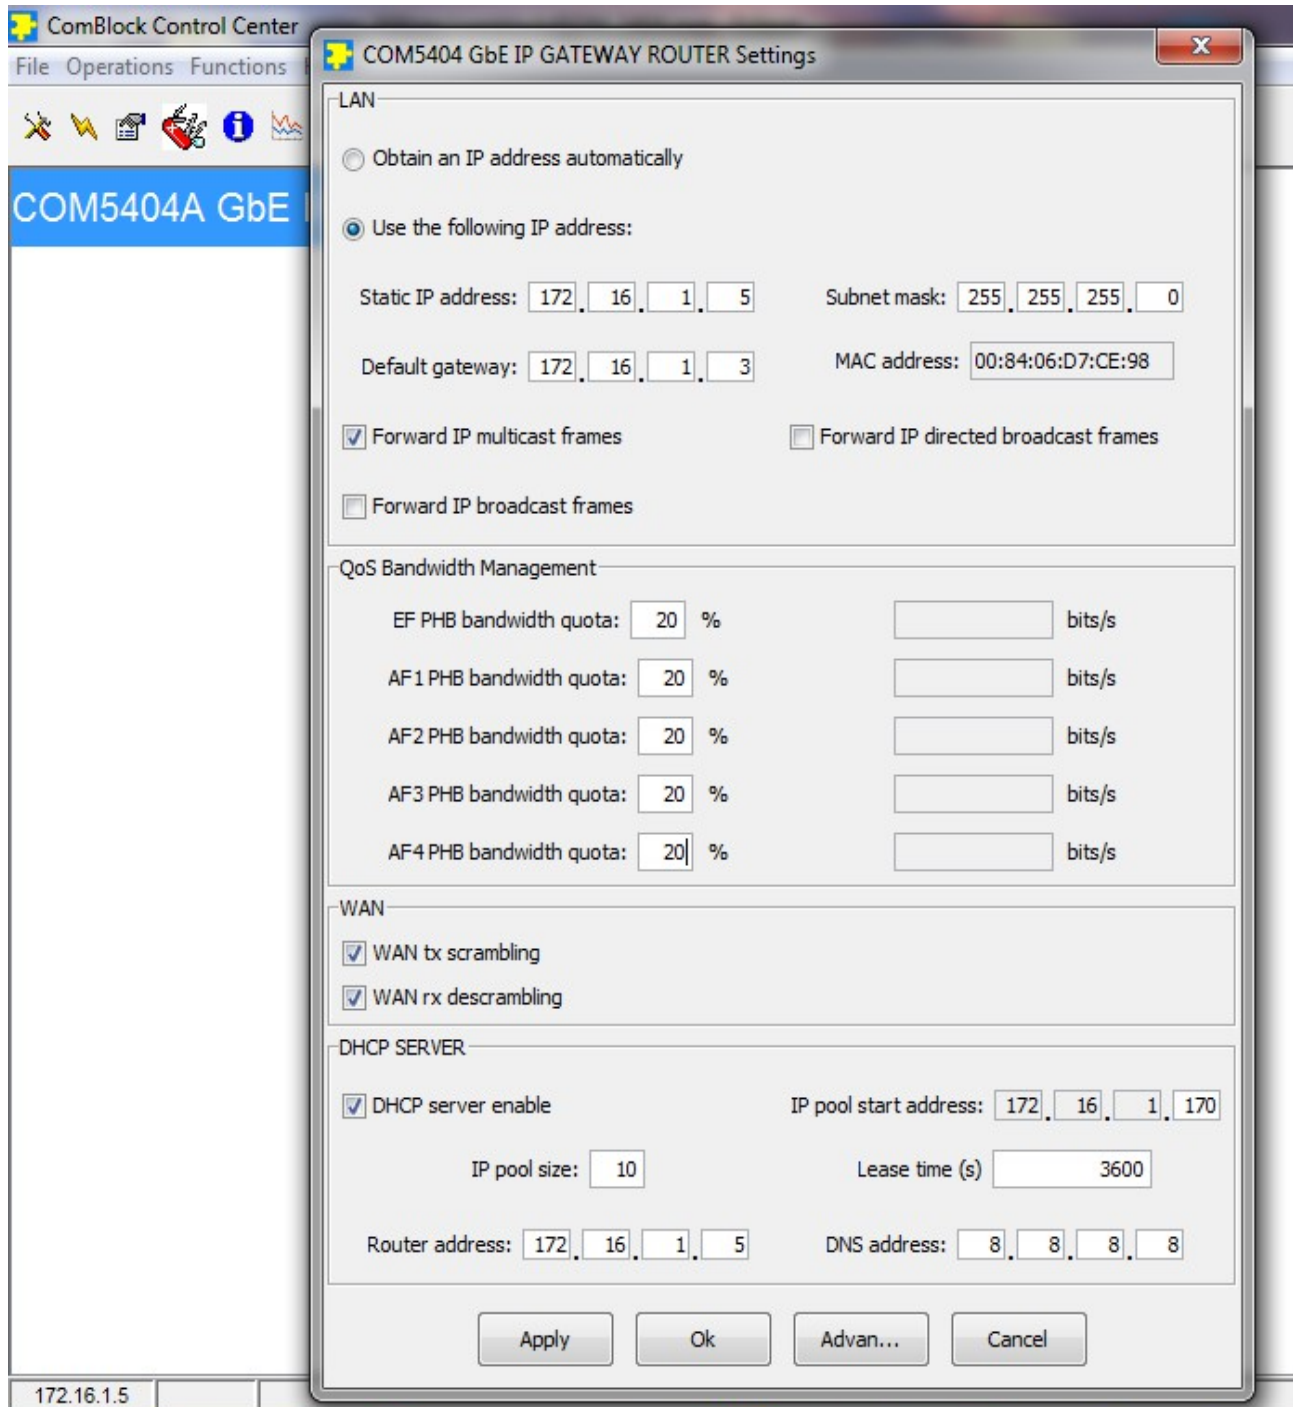 ComBlock Control Center
File Operations Functions
COM5404A GbE
COM5404 GbE IP GATEWAY ROUTER Settings
LAN
Obtain an IP address automatically
Use the following IP address:
Static IP address: 172. 16. 1. 5 Subnet mask: 255. 255. 255. 0
Default gateway: 172. 16. 1. 3 MAC address: 00:84:06:D7:CE:98
Forward IP multicast frames Forward IP directed broadcast frames
Forward IP broadcast frames
QoS Bandwidth Management
EF PHB bandwidth quota: 20 % bits/s
AF1 PHB bandwidth quota: 20 % bits/s
AF2 PHB bandwidth quota: 20 % bits/s
AF3 PHB bandwidth quota: 20 % bits/s
AF4 PHB bandwidth quota: 20 % bits/s
WAN
WAN tx scrambling
WAN rx descrambling
DHCP SERVER
DHCP server enable IP pool start address: 172. 16. 1. 170
IP pool size: 10 Lease time (s) 3600
Router address: 172. 16. 1. 5 DNS address: 8. 8. 8. 8
Apply Ok Advan... Cancel
172.16.1.5